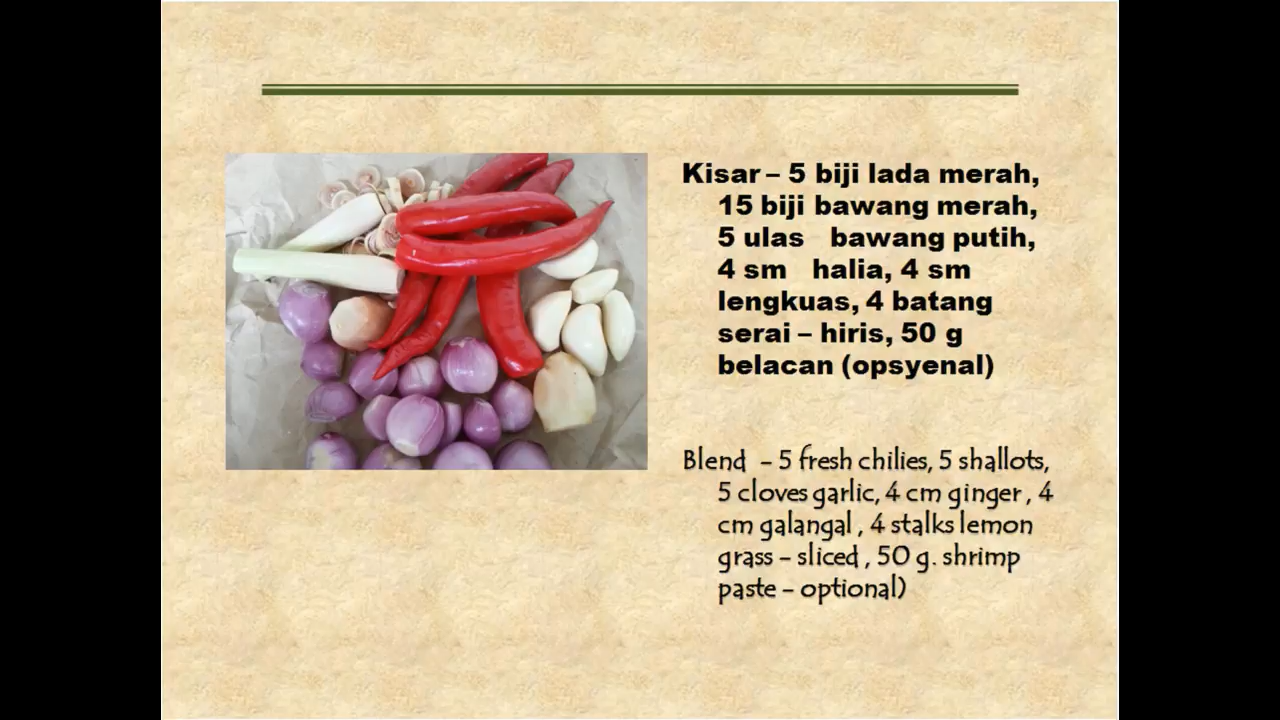 Kisar – 5 biji lada merah,
15 biji bawang merah,
5 ulas bawang putih,
4 sm halia, 4 sm
lengkuas, 4 batang
serai – hiris, 50 g
belacan (opsyenal)
Blend – 5 fresh chilies, 5 shallots,
5 cloves garlic, 4 cm ginger , 4
cm galangal , 4 stalks lemon
grass – sliced , 50 g. shrimp
paste – optional)